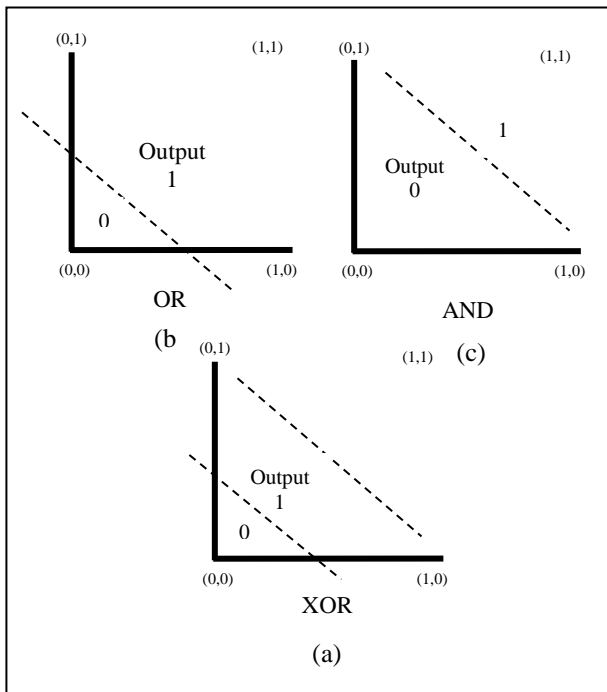 (0,1) (1,1)
Output
1
0
(0,0) (1,0)
OR
(b
(0,1) (1,1)
1
Output
0
(0,0) (1,0)
AND
(c)
(0,1) (1,1)
Output
1
0
(0,0) (1,0)
XOR
(a)